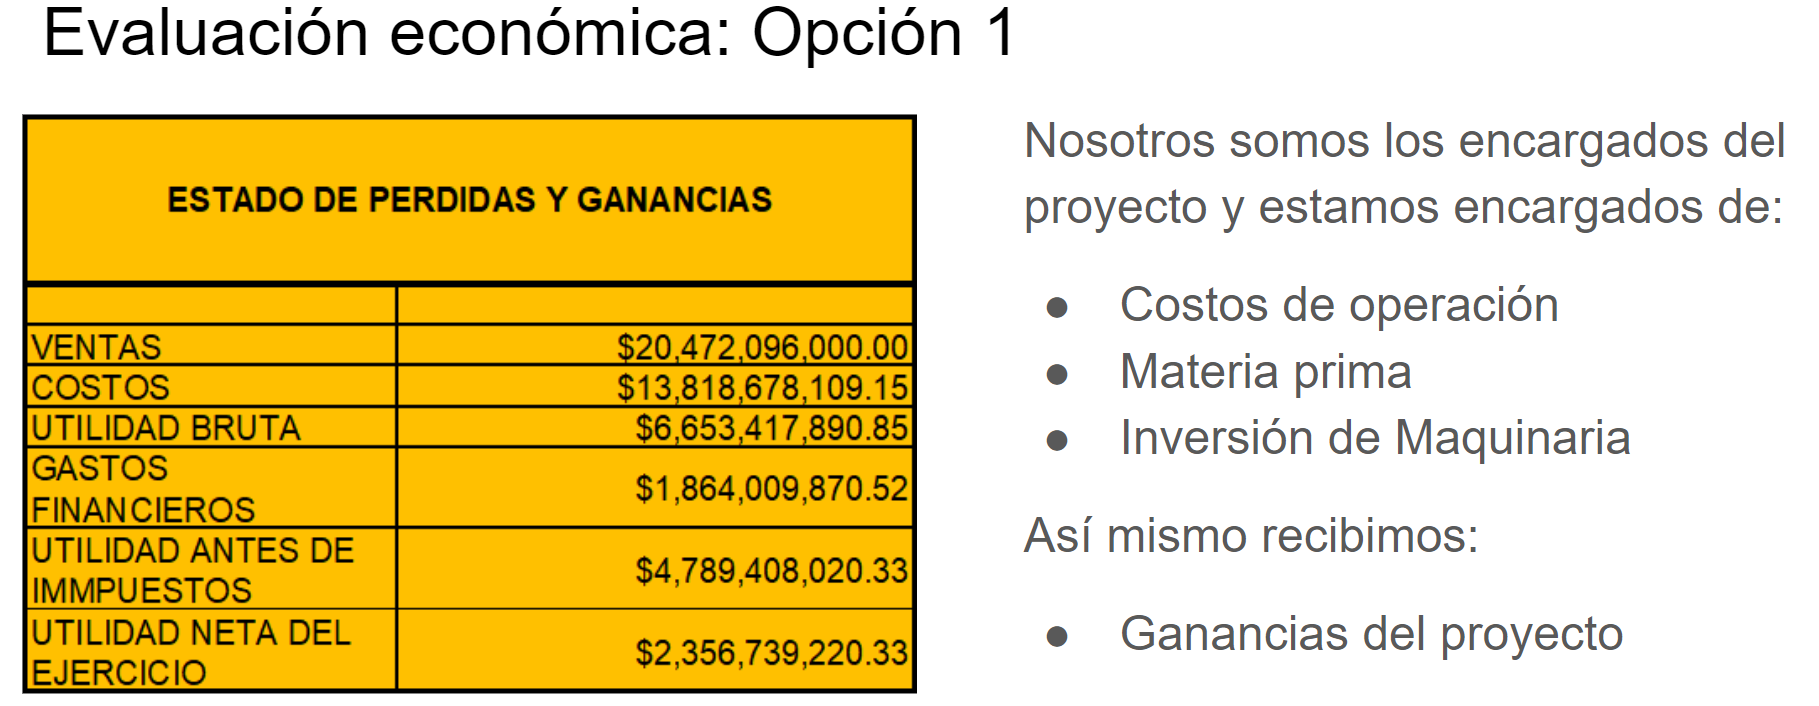 Evaluación económica: Opción 1
ESTADO DE PERDIDAS Y GANANCIAS
VENTAS $20,472,096,000.00
COSTOS $13,818,678,109.15
UTILIDAD BRUTA $6,653,417,890.85
GASTOS
FINANCIEROS $1,864,009,870.52
UTILIDAD ANTES DE
IMMPUESTOS $4,789,408,020.33
UTILIDAD NETA DEL
EJERCICIO $2,356,739,220.33
Nosotros somos los encargados del
proyecto y estamos encargados de:
● Costos de operación
● Materia prima
● Inversión de Maquinaria
Así mismo recibimos:
● Ganancias del proyecto